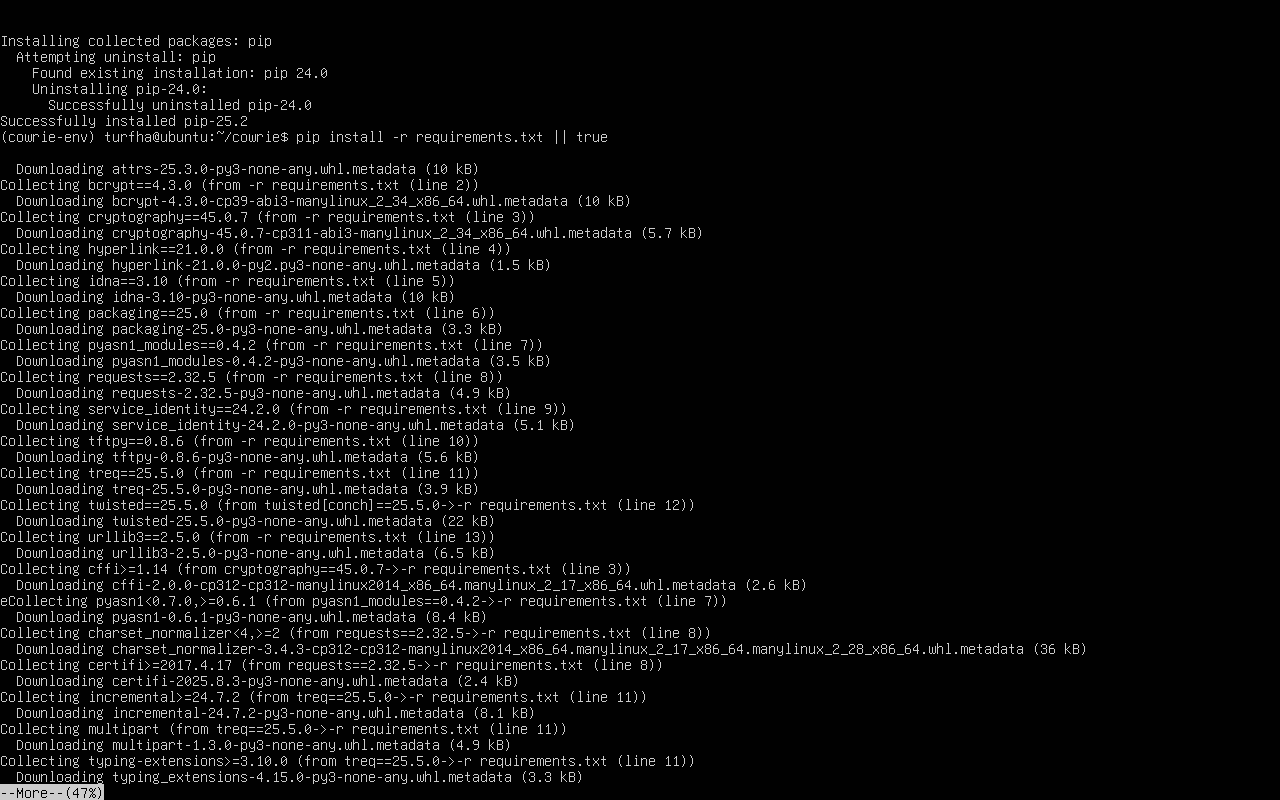 Installing collected packages: pip
  Attempting uninstall: pip
    Found existing installation: pip 24.0
    Uninstalling pip-24.0:
      Successfully uninstalled pip-24.0
Successfully installed pip-25.2
(cowrie-env) turfha@ubuntu:~/cowrie$ pip install -r requirements.txt || true
  Downloading attrs-25.3.0-py3-none-any.whl.metadata (10 kB)
Collecting bcrypt==4.3.0 (from -r requirements.txt (line 2))
  Downloading bcrypt-4.3.0-cp39-abi3-manylinux_2_34_x86_64.whl.metadata (10 kB)
Collecting cryptography==45.0.7 (from -r requirements.txt (line 3))
  Downloading cryptography-45.0.7-cp311-abi3-manylinux_2_34_x86_64.whl.metadata (5.7 kB)
Collecting hyperlink==21.0.0 (from -r requirements.txt (line 4))
  Downloading hyperlink-21.0.0-py2.py3-none-any.whl.metadata (1.5 kB)
Collecting idna==3.10 (from -r requirements.txt (line 5))
  Downloading idna-3.10-py3-none-any.whl.metadata (10 kB)
Collecting packaging==25.0 (from -r requirements.txt (line 6))
  Downloading packaging-25.0-py3-none-any.whl.metadata (3.3 kB)
Collecting pyasn1_modules==0.4.2 (from -r requirements.txt (line 7))
  Downloading pyasn1_modules-0.4.2-py3-none-any.whl.metadata (3.5 kB)
Collecting requests==2.32.5 (from -r requirements.txt (line 8))
  Downloading requests-2.32.5-py3-none-any.whl.metadata (4.9 kB)
Collecting service_identity==24.2.0 (from -r requirements.txt (line 9))
  Downloading service_identity-24.2.0-py3-none-any.whl.metadata (5.1 kB)
Collecting tftpy==0.8.6 (from -r requirements.txt (line 10))
  Downloading tftpy-0.8.6-py3-none-any.whl.metadata (5.6 kB)
Collecting treq==25.5.0 (from -r requirements.txt (line 11))
  Downloading treq-25.5.0-py3-none-any.whl.metadata (3.9 kB)
Collecting twisted==25.5.0 (from twisted[conch]==25.5.0->-r requirements.txt (line 12))
  Downloading twisted-25.5.0-py3-none-any.whl.metadata (22 kB)
Collecting urllib3==2.5.0 (from -r requirements.txt (line 13))
  Downloading urllib3-2.5.0-py3-none-any.whl.metadata (6.5 kB)
Collecting cffi>=1.14 (from cryptography==45.0.7->-r requirements.txt (line 3))
  Downloading cffi-2.0.0-cp312-cp312-manylinux2014_x86_64.manylinux_2_17_x86_64.whl.metadata (2.6 kB)
eCollecting pyasn1<0.7.0,>=0.6.1 (from pyasn1_modules==0.4.2->-r requirements.txt (line 7))
  Downloading pyasn1-0.6.1-py3-none-any.whl.metadata (8.4 kB)
Collecting charset_normalizer<4,>=2 (from requests==2.32.5->-r requirements.txt (line 8))
  Downloading charset_normalizer-3.4.3-cp312-cp312-manylinux2014_x86_64.manylinux_2_17_x86_64.manylinux_2_28_x86_64.whl.metadata (36 kB)
Collecting certifi>=2017.4.17 (from requests==2.32.5->-r requirements.txt (line 8))
  Downloading certifi-2025.8.3-py3-none-any.whl.metadata (2.4 kB)
Collecting incremental>=24.7.2 (from treq==25.5.0->-r requirements.txt (line 11))
  Downloading incremental-24.7.2-py3-none-any.whl.metadata (8.1 kB)
Collecting multipart (from treq==25.5.0->-r requirements.txt (line 11))
  Downloading multipart-1.3.0-py3-none-any.whl.metadata (4.9 kB)
Collecting typing-extensions>=3.10.0 (from treq==25.5.0->-r requirements.txt (line 11))
  Downloading typing_extensions-4.15.0-py3-none-any.whl.metadata (3.3 kB)
--More--(47%)